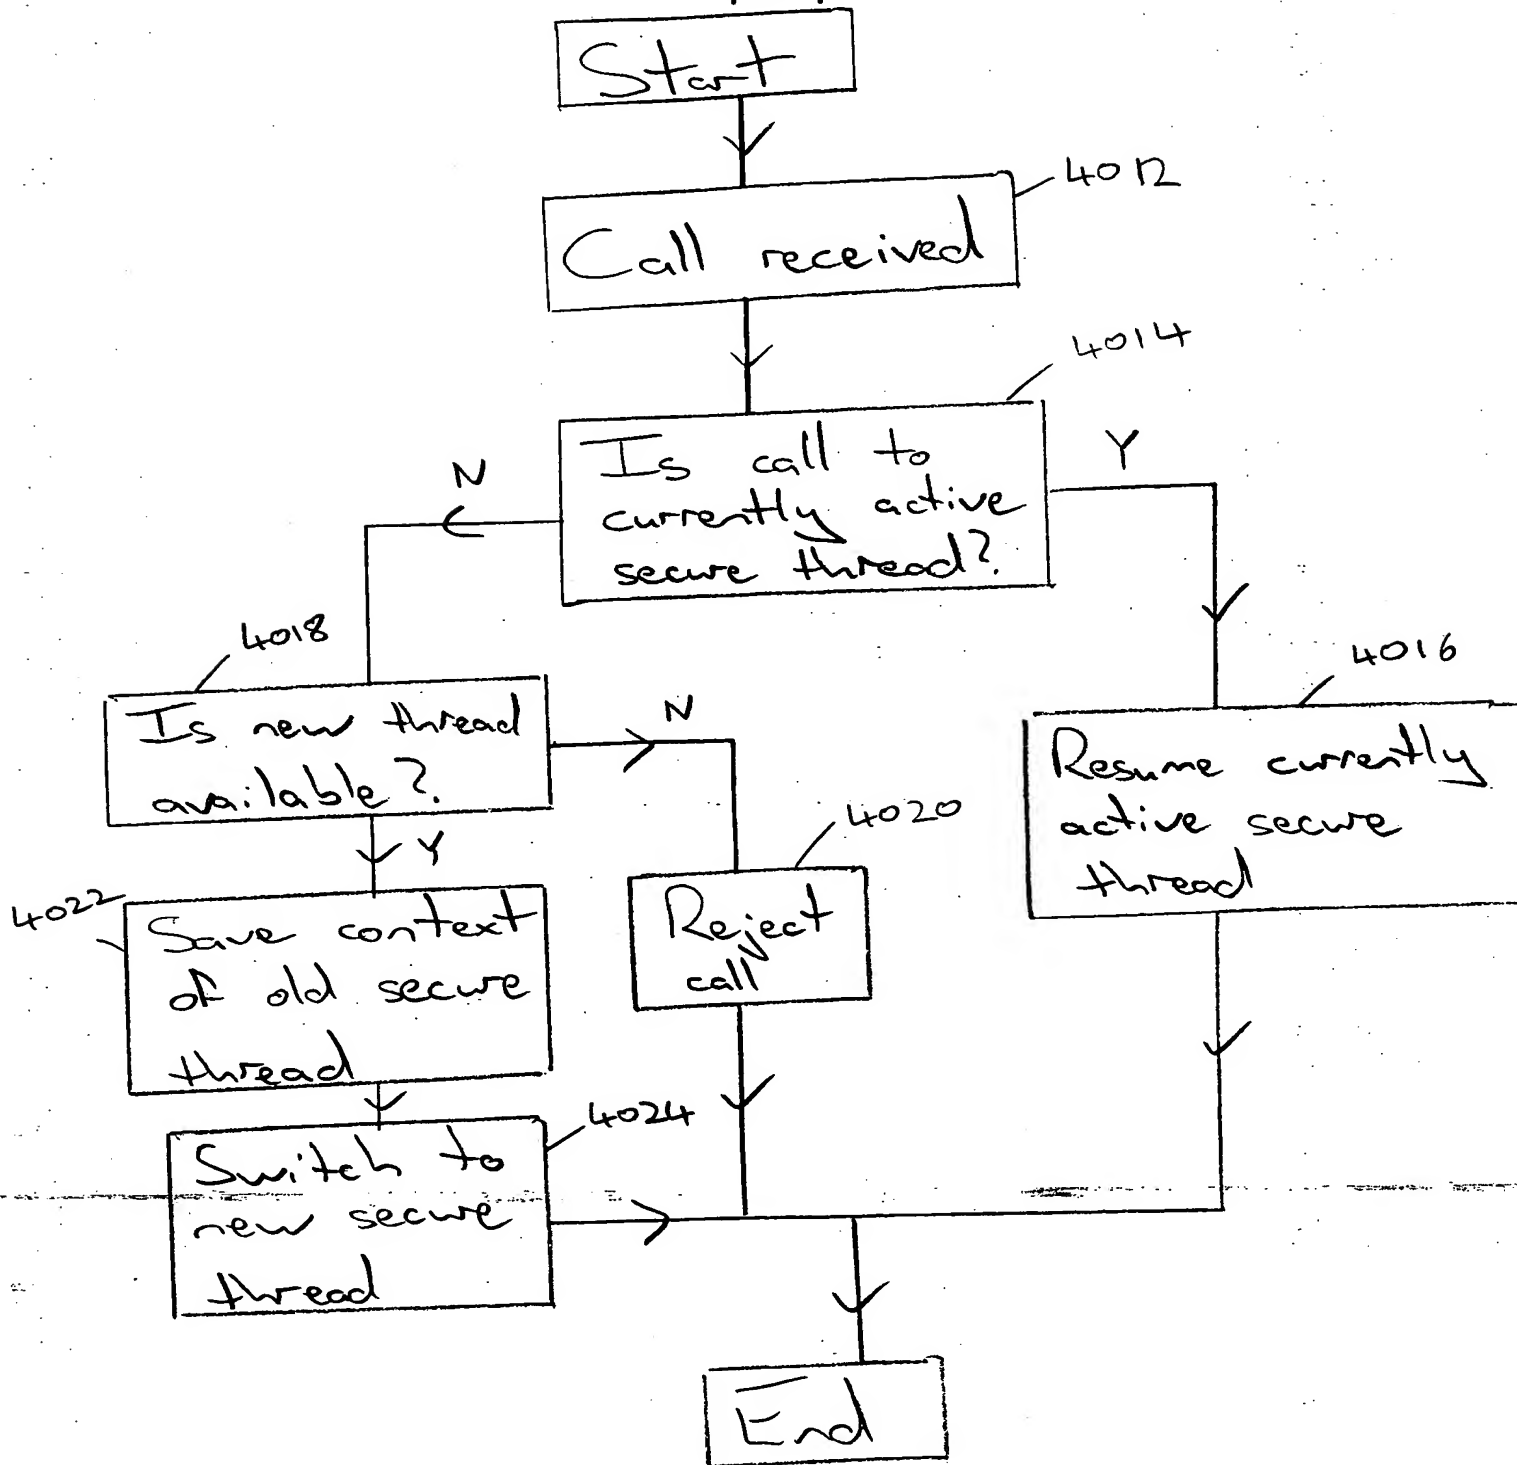 Start
4012
Call received
4014
Is call to
currently active
secure thread?
N
Y
4018
4016
Is new thread
available?
N
Resume currently
active secure
thread
4020
Y
4022
Save context
of old secure
thread
Reject
call
4024
Switch to
new secure
thread
End